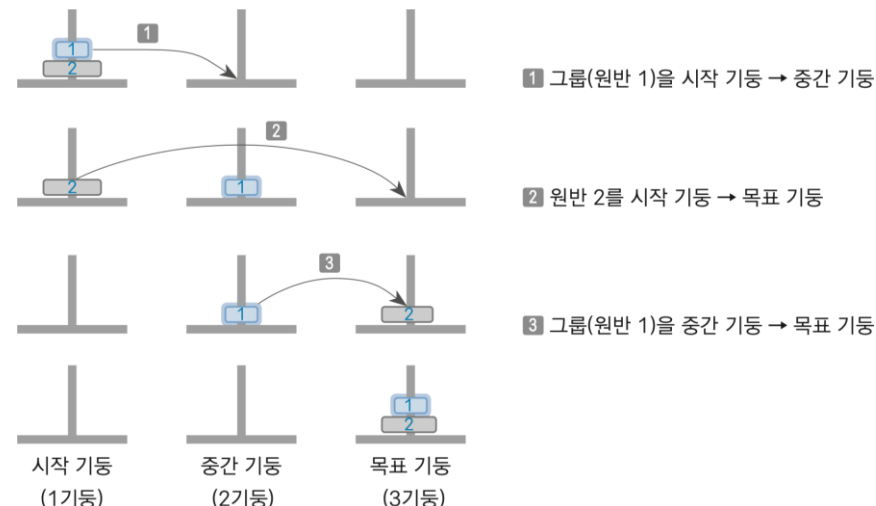 1
1
2
1 그룹(원반 1)을 시작 기둥 → 중간 기둥
2
2
1
2 원반 2를 시작 기둥 → 목표 기둥
3
1
2
3 그룹(원반 1)을 중간 기둥 → 목표 기둥
1
2
시작 기둥 중간 기둥 목표 기둥
(1기둥) (2기둥) (3기둥)